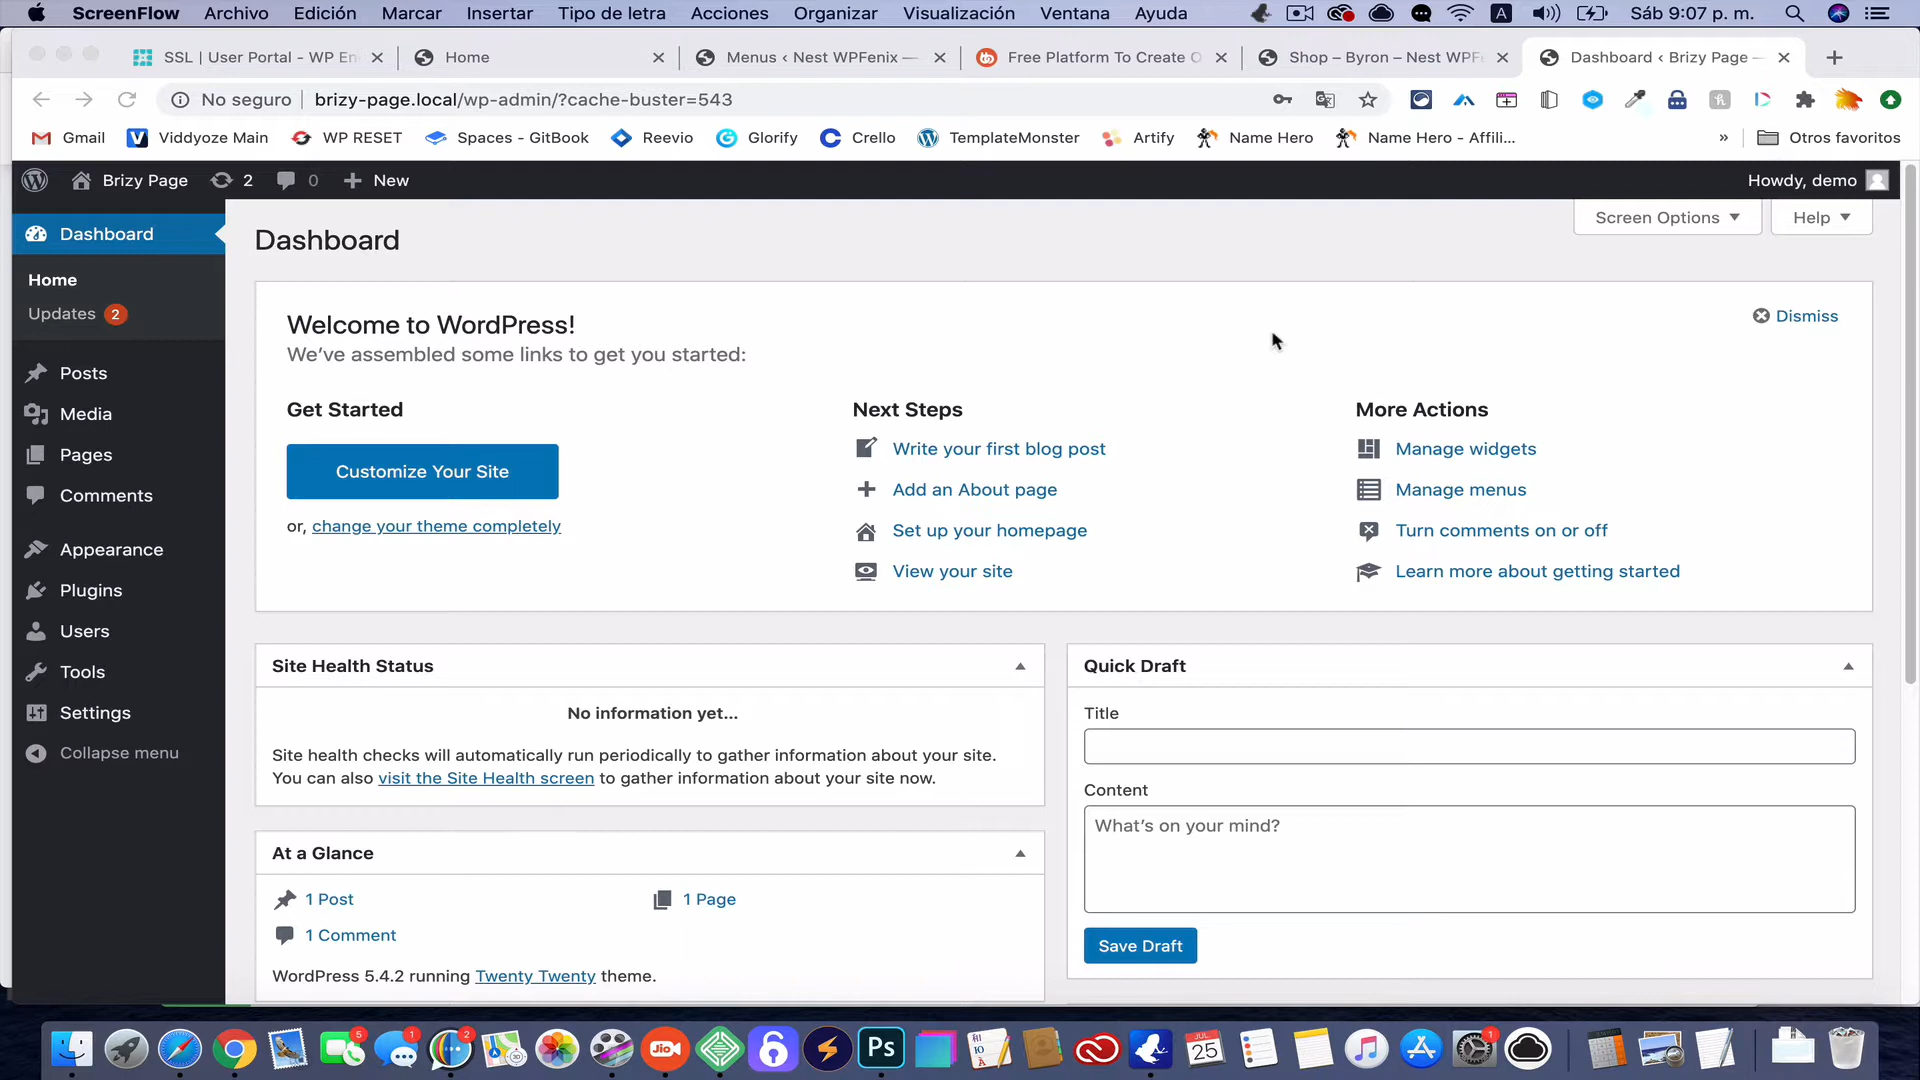 ScreenFlow Archivo Edición Marcar Insertar Tipo de letra Acciones Organizar Visualización Ventana Ayuda A Sáb 9:07 p. m.
SSL | User Portal - WP En Home Menus ‹ Nest WPFenix — Free Platform To Create O Shop – Byron – Nest WPFe Dashboard ‹ Brizy Page —
No seguro brizy-page.local/wp-admin/?cache-buster=543
Gmail Viddyoze Main WP RESET Spaces - GitBook Reevio Glorify Crello TemplateMonster Artify Name Hero Name Hero - Affili... » Otros favoritos
Brizy Page 2 0 New Howdy, demo
Screen Options Help
Dashboard
Home
Updates 2
Posts
Media
Pages
Comments
Appearance
Plugins
Users
Tools
Settings
Collapse menu
Dashboard
Welcome to WordPress!
We've assembled some links to get you started:
Dismiss
Get Started
Customize Your Site
or, change your theme completely
Next Steps
Write your first blog post
Add an About page
Set up your homepage
View your site
More Actions
Manage widgets
Manage menus
Turn comments on or off
Learn more about getting started
Site Health Status
No information yet...
Site health checks will automatically run periodically to gather information about your site.
You can also visit the Site Health screen to gather information about your site now.
At a Glance
1 Post 1 Page
1 Comment
WordPress 5.4.2 running Twenty Twenty theme.
Quick Draft
Title
Content
What's on your mind?
Save Draft
5 1 2 Jio Ps JUL 25 1